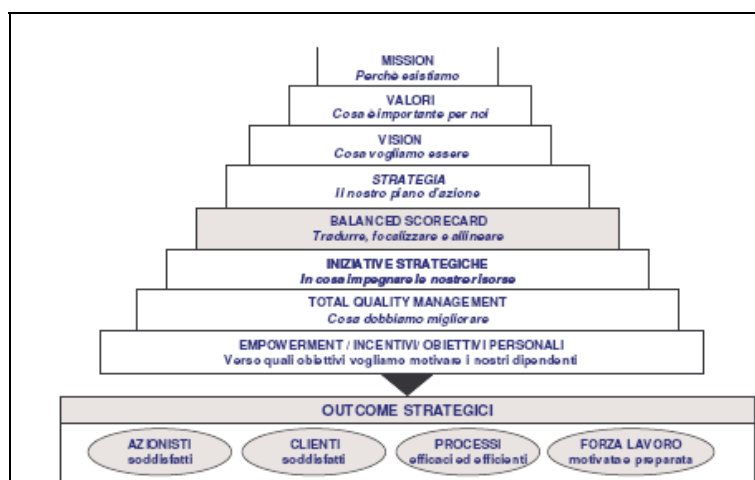 MISSION
Perchè esistiamo
VALORI
Cosa è importante per noi
VISION
Cosa vogliamo essere
STRATEGIA
Il nostro piano d'azione
BALANCED SCORECARD
Tradurre, focalizzare e allineare
INIZIATIVE STRATEGICHE
In cosa impegnare le nostre risorse
TOTAL QUALITY MANAGEMENT
Cosa dobbiamo migliorare
EMPOWERMENT / INCENTIVI/ OBIETTIVI PERSONALI
Verso quali obiettivi vogliamo motivare i nostri dipendenti
OUTCOME STRATEGICI
AZIONISTI
soddisfatti
CLIENTI
soddisfatti
PROCESSI
efficaci ed efficienti
FORZA LAVORO
motivata e preparata